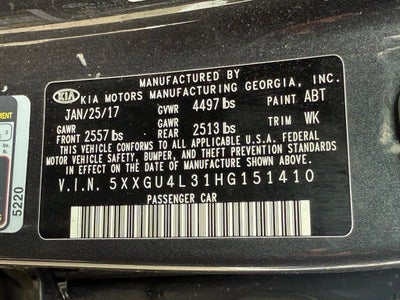 MANUFACTURED BY
KIA KIA MOTORS MANUFACTURING GEORGIA, INC.
JAN/25/17 GVWR 4497 lbs PAINT ABT
GAWR FRONT 2557 lbs GAWR REAR 2513 lbs TRIM WK
THIS VEHICLE CONFORMS TO ALL APPLICABLE U.S.A. FEDERAL
MOTOR VEHICLE SAFETY, BUMPER, AND THEFT PREVENTION STANDARDS
IN EFFECT ON THE DATE OF MANUFACTURE SHOWN ABOVE.
V.I.N. 5XXGU4L31HG151410
PASSENGER CAR
5220